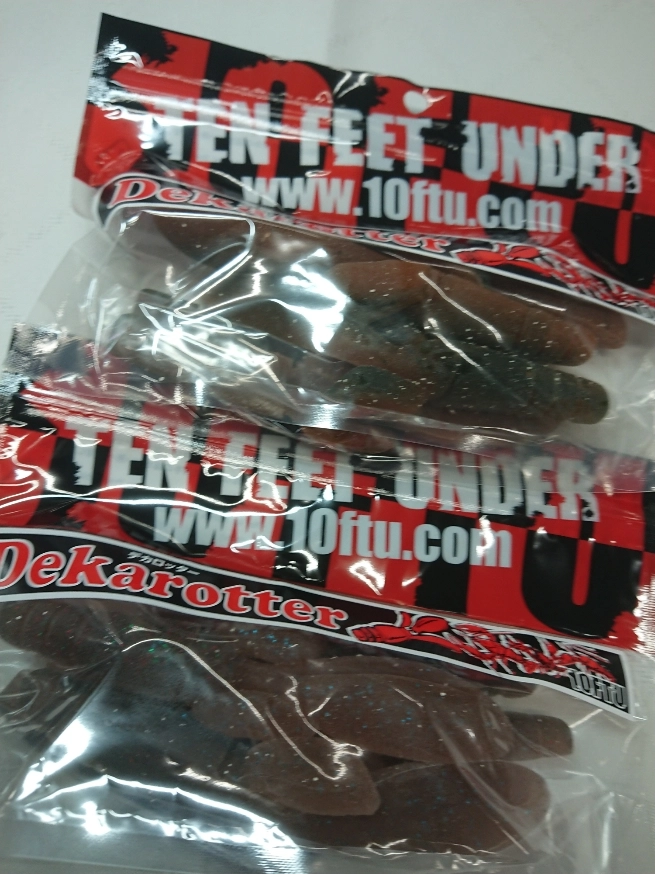 TEN FEET UNDER
www.10ftu.com
Dekarotter
TEN FEET UNDER
www.10ftu.com
デカロッター
Dekarotter
10FTU